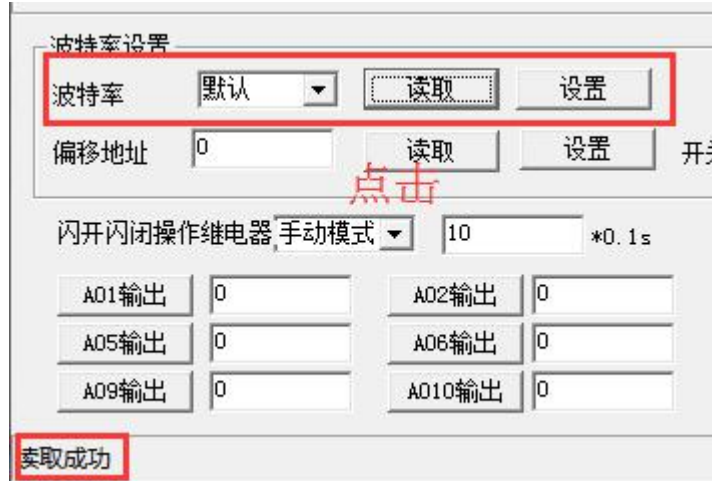 波特率设置
波特率 默认 读取 设置
偏移地址 0 读取 设置
点击
闪开闪闭操作继电器 手动模式 10 *0.1s
A01输出 0 A02输出 0
A05输出 0 A06输出 0
A09输出 0 A010输出 0
读取成功